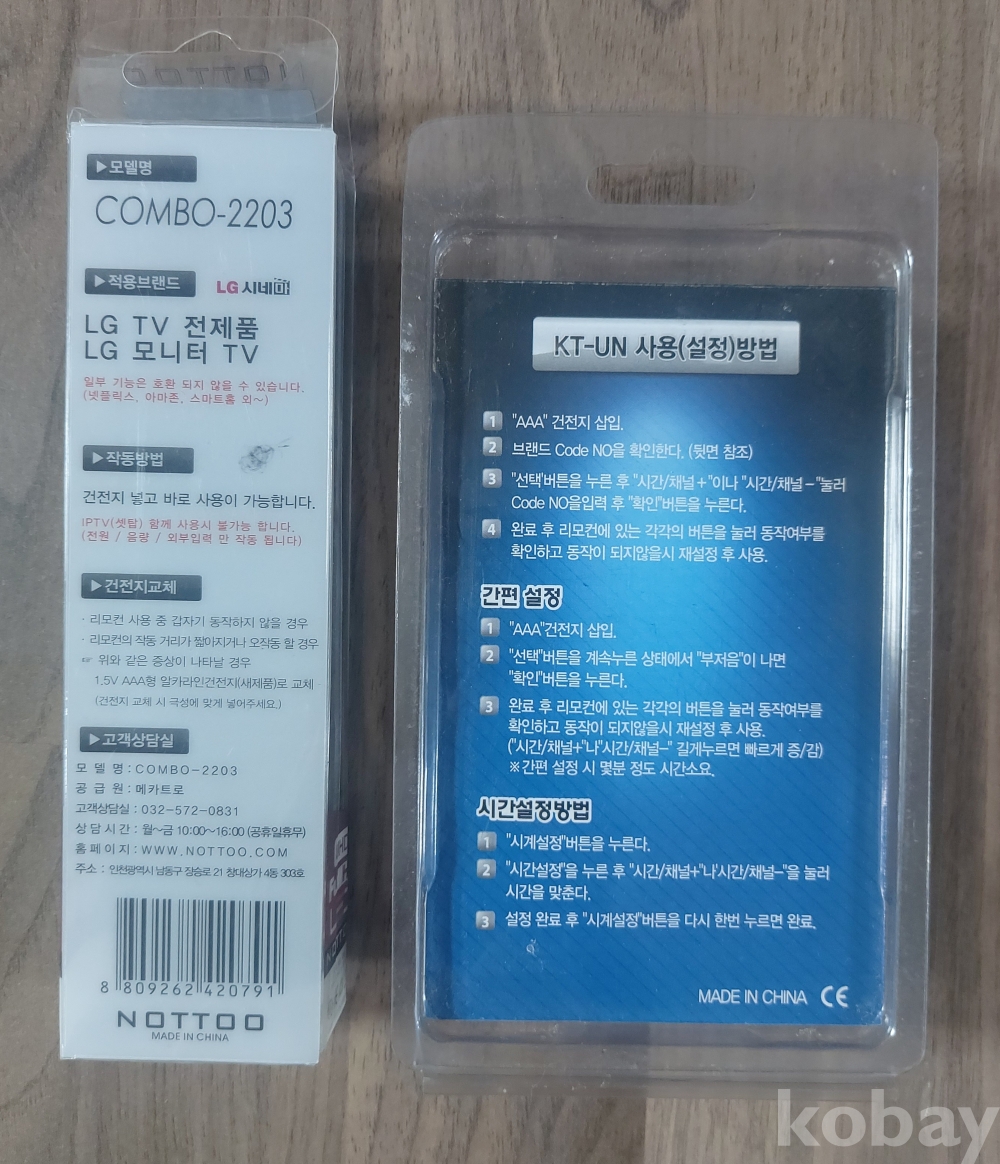 NOTTOO
▶모델명
COMBO-2203
▶적용브랜드
LG 시네마
LG TV 전제품
LG 모니터 TV
일부 기능은 호환 되지 않을 수 있습니다.
(넷플릭스, 아마존, 스마트홈 외~)
▶작동방법
건전지 넣고 바로 사용이 가능합니다.
IPTV(셋탑) 함께 사용시 불가능 합니다.
(전원 / 음량 / 외부입력 만 작동 됩니다)
▶건전지교체
· 리모컨 사용 중 갑자기 동작하지 않을 경우
· 리모컨의 작동 거리가 짧아지거나 오작동 할 경우
☞ 위와 같은 증상이 나타날 경우
1.5V AAA형 알카라인건전지(새제품)로 교체
(건전지 교체 시 극성에 맞게 넣어주세요.)
▶고객상담실
모 델 명 : COMBO-2203
공 급 원 : 메카트로
고객상담실 : 032-572-0831
상 담 시 간 : 월~금 10:00~16:00 (공휴일휴무)
홈 페 이 지 : WWW.NOTTOO.COM
주소 : 인천광역시 남동구 장승로 21 창대상가 4동 303호
8 809262 420791
NOTTOO
MADE IN CHINA
KT-UN 사용(설정)방법
1 "AAA" 건전지 삽입.
2 브랜드 Code NO을 확인한다. (뒷면 참조)
3 "선택"버튼을 누른 후 "시간/채널+"이나 "시간/채널-"눌러
Code NO을입력 후 "확인"버튼을 누른다.
4 완료 후 리모컨에 있는 각각의 버튼을 눌러 동작여부를
확인하고 동작이 되지않을시 재설정 후 사용.
간편 설정
1 "AAA"건전지 삽입.
2 "선택"버튼을 계속누른 상태에서 "부저음"이 나면
"확인"버튼을 누른다.
3 완료 후 리모컨에 있는 각각의 버튼을 눌러 동작여부를
확인하고 동작이 되지않을시 재설정 후 사용.
("시간/채널+"나"시간/채널-" 길게누르면 빠르게 증/감)
※간편 설정 시 몇분 정도 시간소요.
시간설정방법
1 "시계설정"버튼을 누른다.
2 "시간설정"을 누른 후 "시간/채널+"나"시간/채널-"을 눌러
시간을 맞춘다.
3 설정 완료 후 "시계설정"버튼을 다시 한번 누르면 완료.
MADE IN CHINA CE
kobay